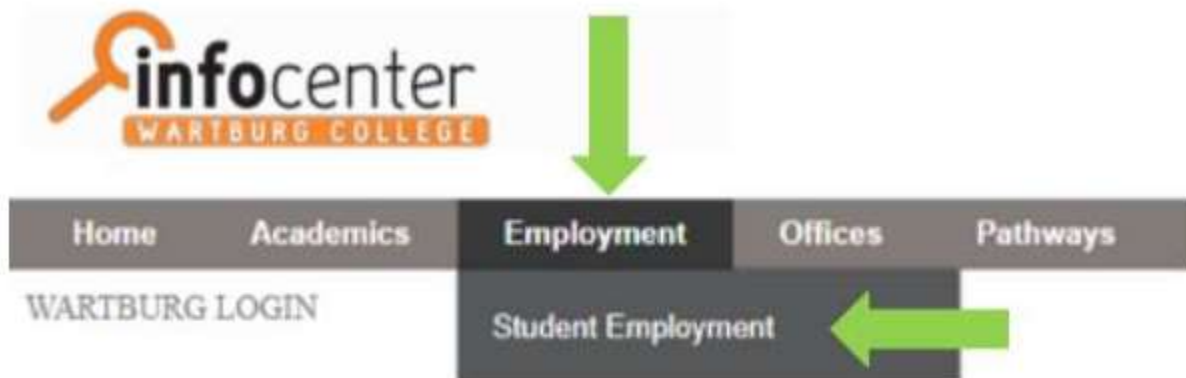 infocenter
WARTBURG COLLEGE
Home Academics Employment Offices Pathways
WARTBURG LOGIN
Student Employment